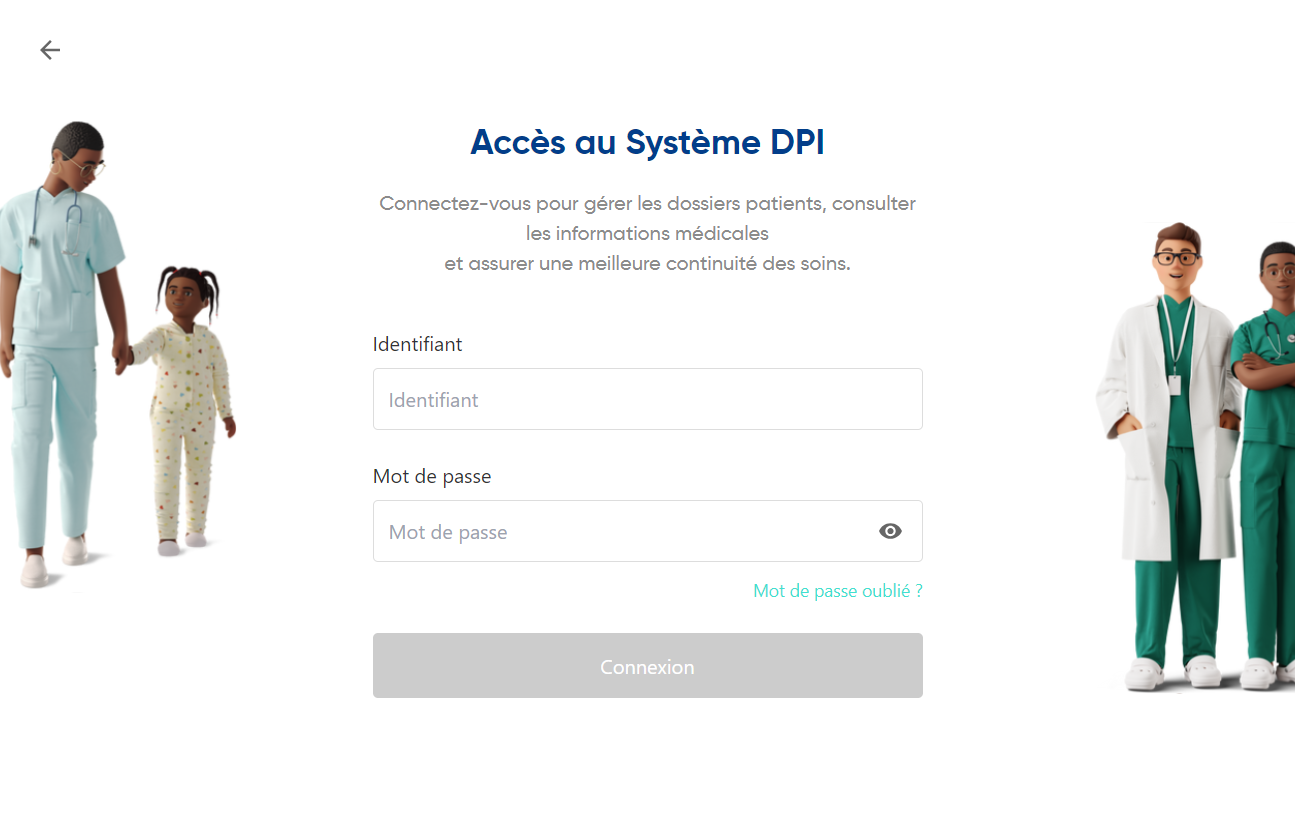 Accès au Système DPI
Connectez-vous pour gérer les dossiers patients, consulter
les informations médicales
et assurer une meilleure continuité des soins.
Identifiant
Identifiant
Mot de passe
Mot de passe
Mot de passe oublié ?
Connexion